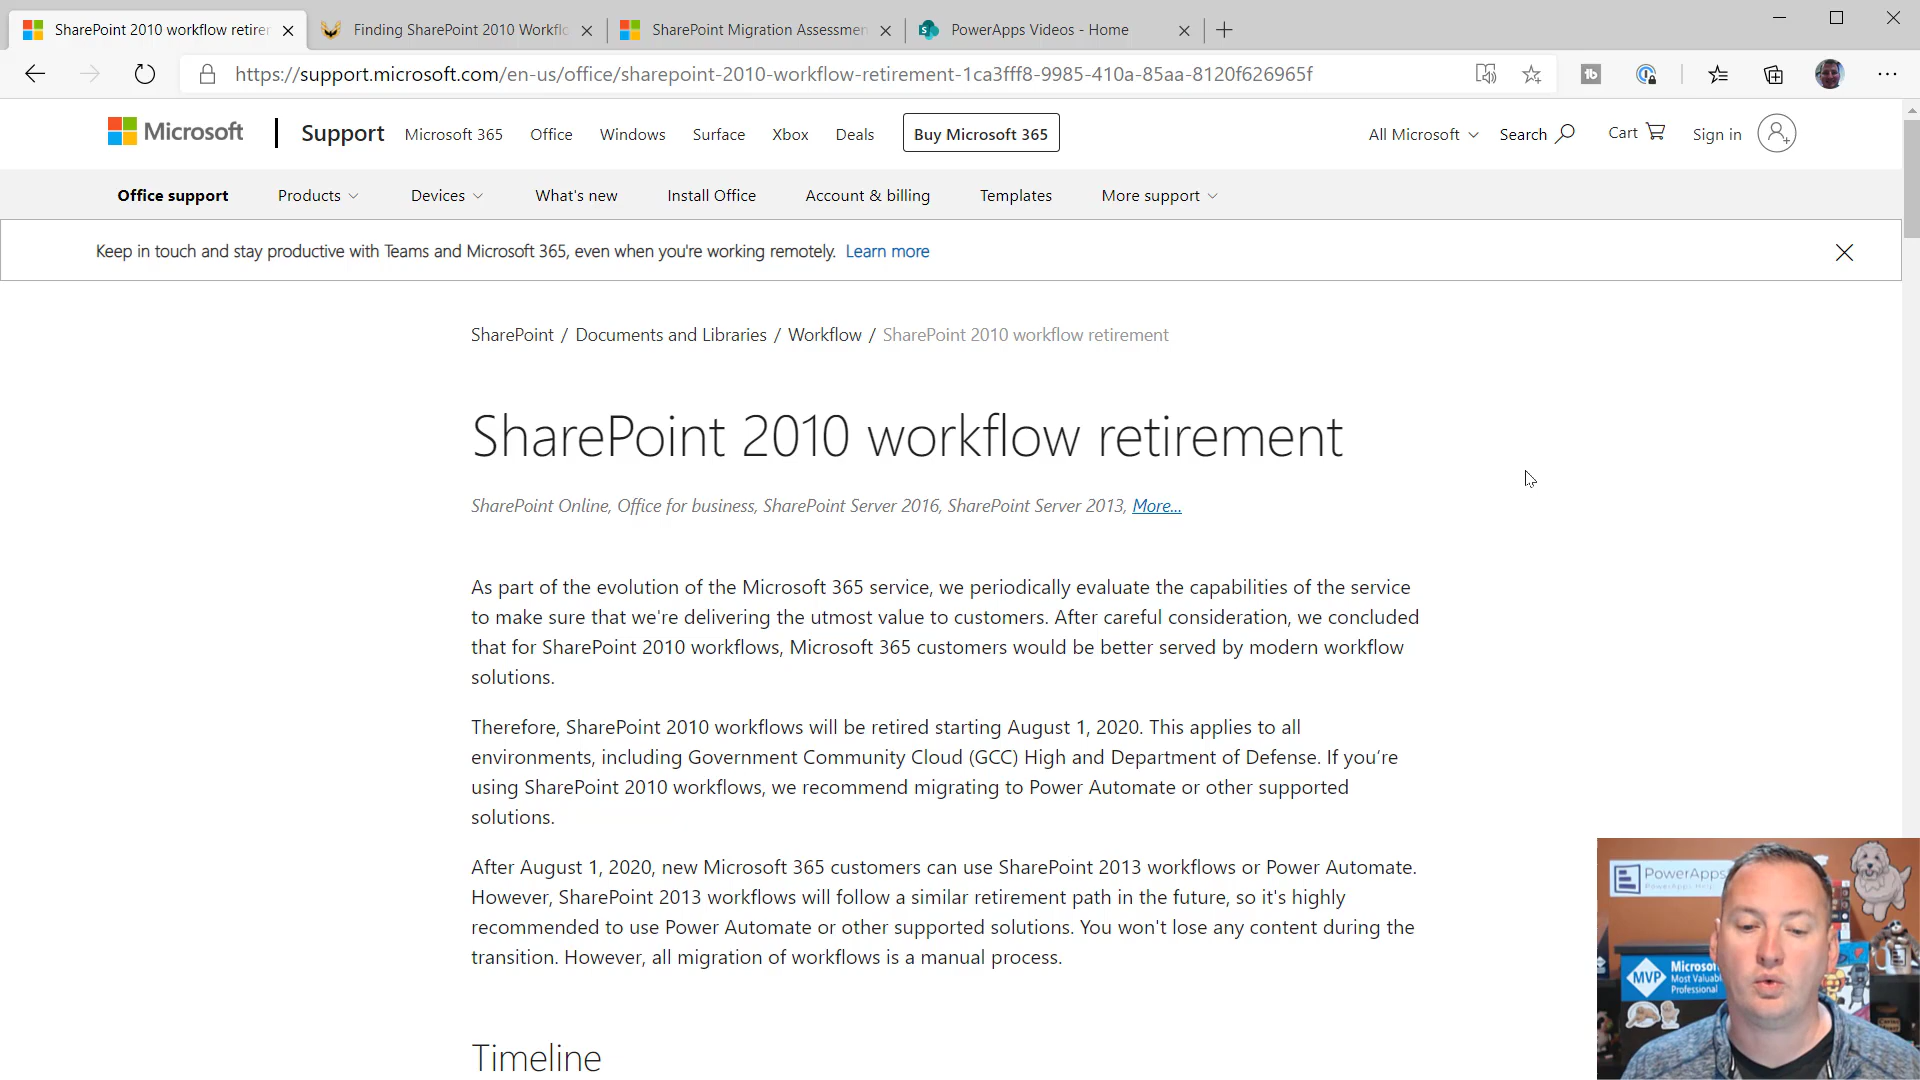 SharePoint 2010 workflow retirer
Finding SharePoint 2010 Workfl
SharePoint Migration Assessmen
PowerApps Videos - Home
https://support.microsoft.com/en-us/office/sharepoint-2010-workflow-retirement-1ca3fff8-9985-410a-85aa-8120f626965f
Microsoft
Support
Microsoft 365
Office
Windows
Surface
Xbox
Deals
Buy Microsoft 365
All Microsoft
Search
Cart
Sign in
Office support
Products
Devices
What's new
Install Office
Account & billing
Templates
More support
Keep in touch and stay productive with Teams and Microsoft 365, even when you're working remotely. Learn more
SharePoint / Documents and Libraries / Workflow / SharePoint 2010 workflow retirement
SharePoint 2010 workflow retirement
SharePoint Online, Office for business, SharePoint Server 2016, SharePoint Server 2013, More...
As part of the evolution of the Microsoft 365 service, we periodically evaluate the capabilities of the service
to make sure that we're delivering the utmost value to customers. After careful consideration, we concluded
that for SharePoint 2010 workflows, Microsoft 365 customers would be better served by modern workflow
solutions.
Therefore, SharePoint 2010 workflows will be retired starting August 1, 2020. This applies to all
environments, including Government Community Cloud (GCC) High and Department of Defense. If you’re
using SharePoint 2010 workflows, we recommend migrating to Power Automate or other supported
solutions.
After August 1, 2020, new Microsoft 365 customers can use SharePoint 2013 workflows or Power Automate.
However, SharePoint 2013 workflows will follow a similar retirement path in the future, so it's highly
recommended to use Power Automate or other supported solutions. You won't lose any content during the
transition. However, all migration of workflows is a manual process.
Timeline
PowerApps
MVP
Microsof
Most Valuabl
Professional